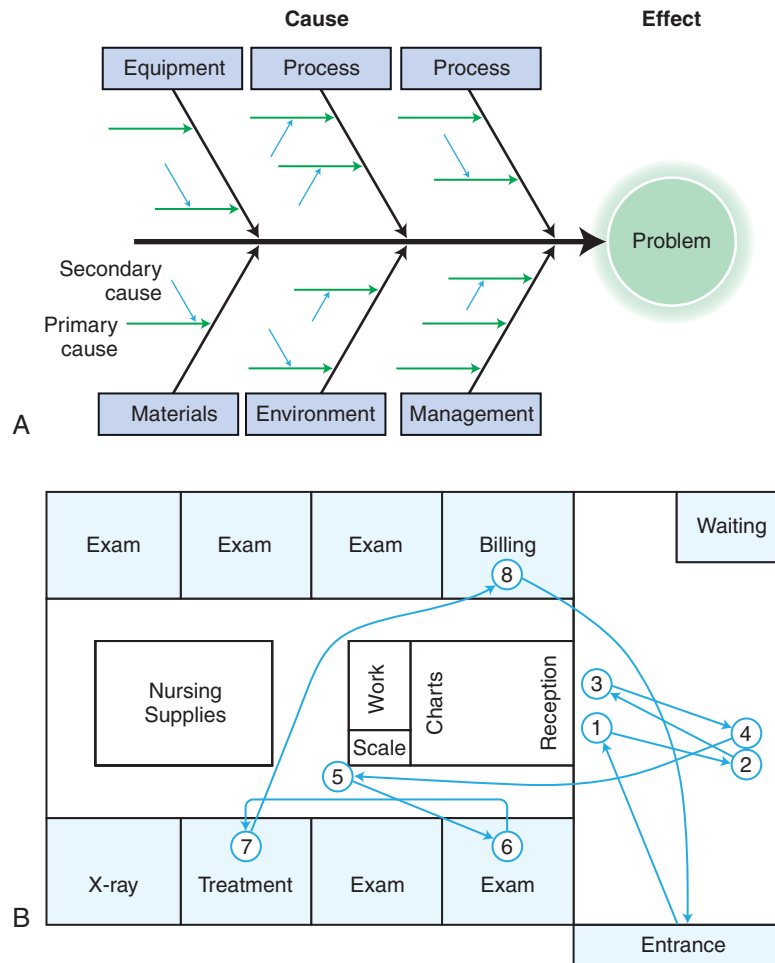 Cause
Effect
Equipment
Process
Process
Problem
Secondary
cause
Primary
cause
Materials
Environment
Management
A
Exam
Exam
Exam
Billing
Waiting
8
Nursing
Supplies
Work
Scale
Charts
Reception
3
1
4
2
5
7
6
X-ray
Treatment
Exam
Exam
B
Entrance